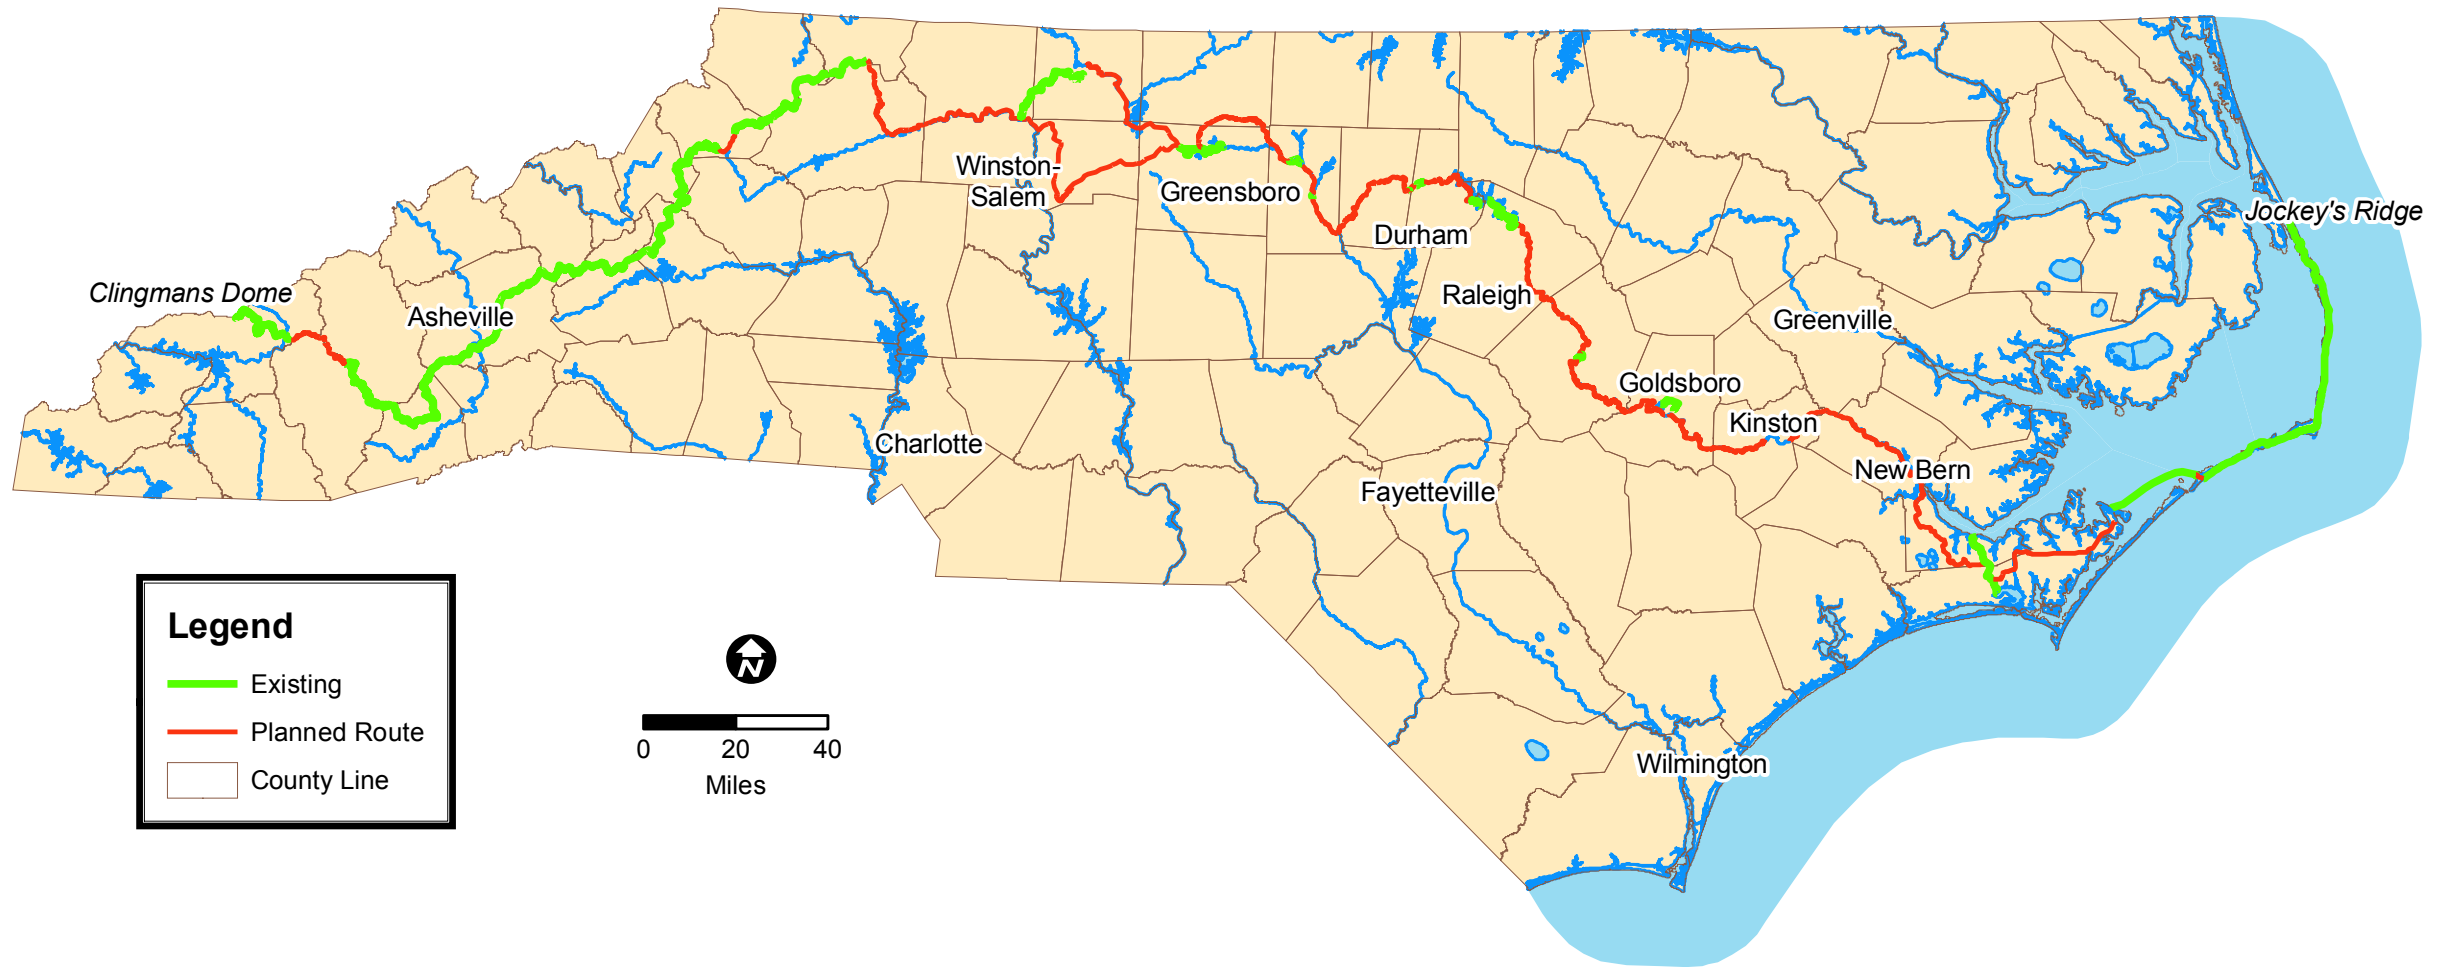 Winston-
Salem
Greensboro
Jockey's Ridge
Durham
Clingmans Dome
Raleigh
Asheville
Greenville
Goldsboro
Kinston
Charlotte
New Bern
Fayetteville
Wilmington
Legend
Existing
Planned Route
County Line
N
0 20 40
Miles